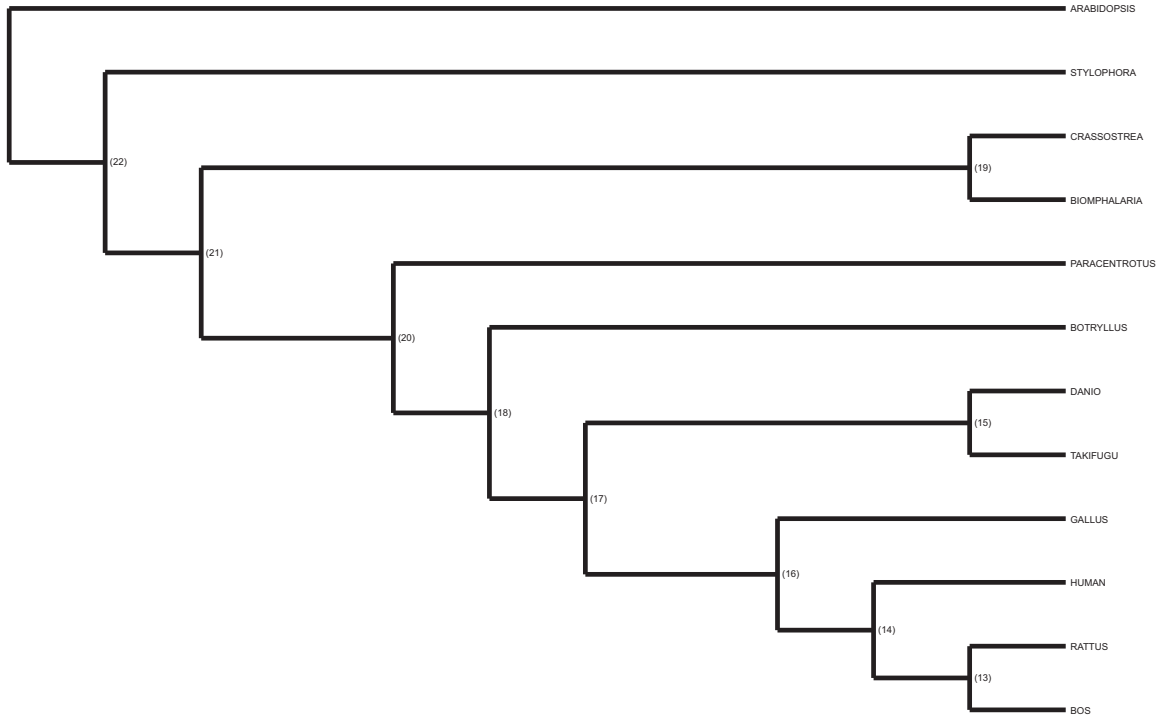 ARABIDOPSIS
STYLOPHORA
CRASSOSTREA
(22)
(19)
BIOMPHALARIA
(21)
PARACENTROTUS
BOTRYLLUS
(20)
DANIO
(18)
(15)
TAKIFUGU
(17)
GALLUS
(16)
HUMAN
(14)
RATTUS
(13)
BOS